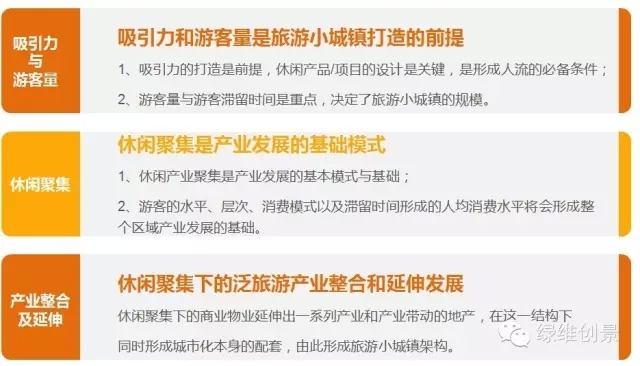 吸引力
与
游客量
吸引力和游客量是旅游小城镇打造的前提
1、吸引力的打造是前提，休闲产品/项目的设计是关键，是形成人流的必备条件；
2、游客量与游客滞留时间是重点，决定了旅游小城镇的规模。
休闲聚集
休闲聚集是产业发展的基础模式
1、休闲产业聚集是产业发展的基本模式与基础；
2、游客的水平、层次、消费模式以及滞留时间形成的人均消费水平将会形成整
个区域产业发展的基础。
产业整合
及延伸
休闲聚集下的泛旅游产业整合和延伸发展
休闲聚集下的商业物业延伸出一系列产业和产业带动的地产，在这一结构下
同时形成城市化本身的配套，由此形成旅游小城镇架构。
绿维创景